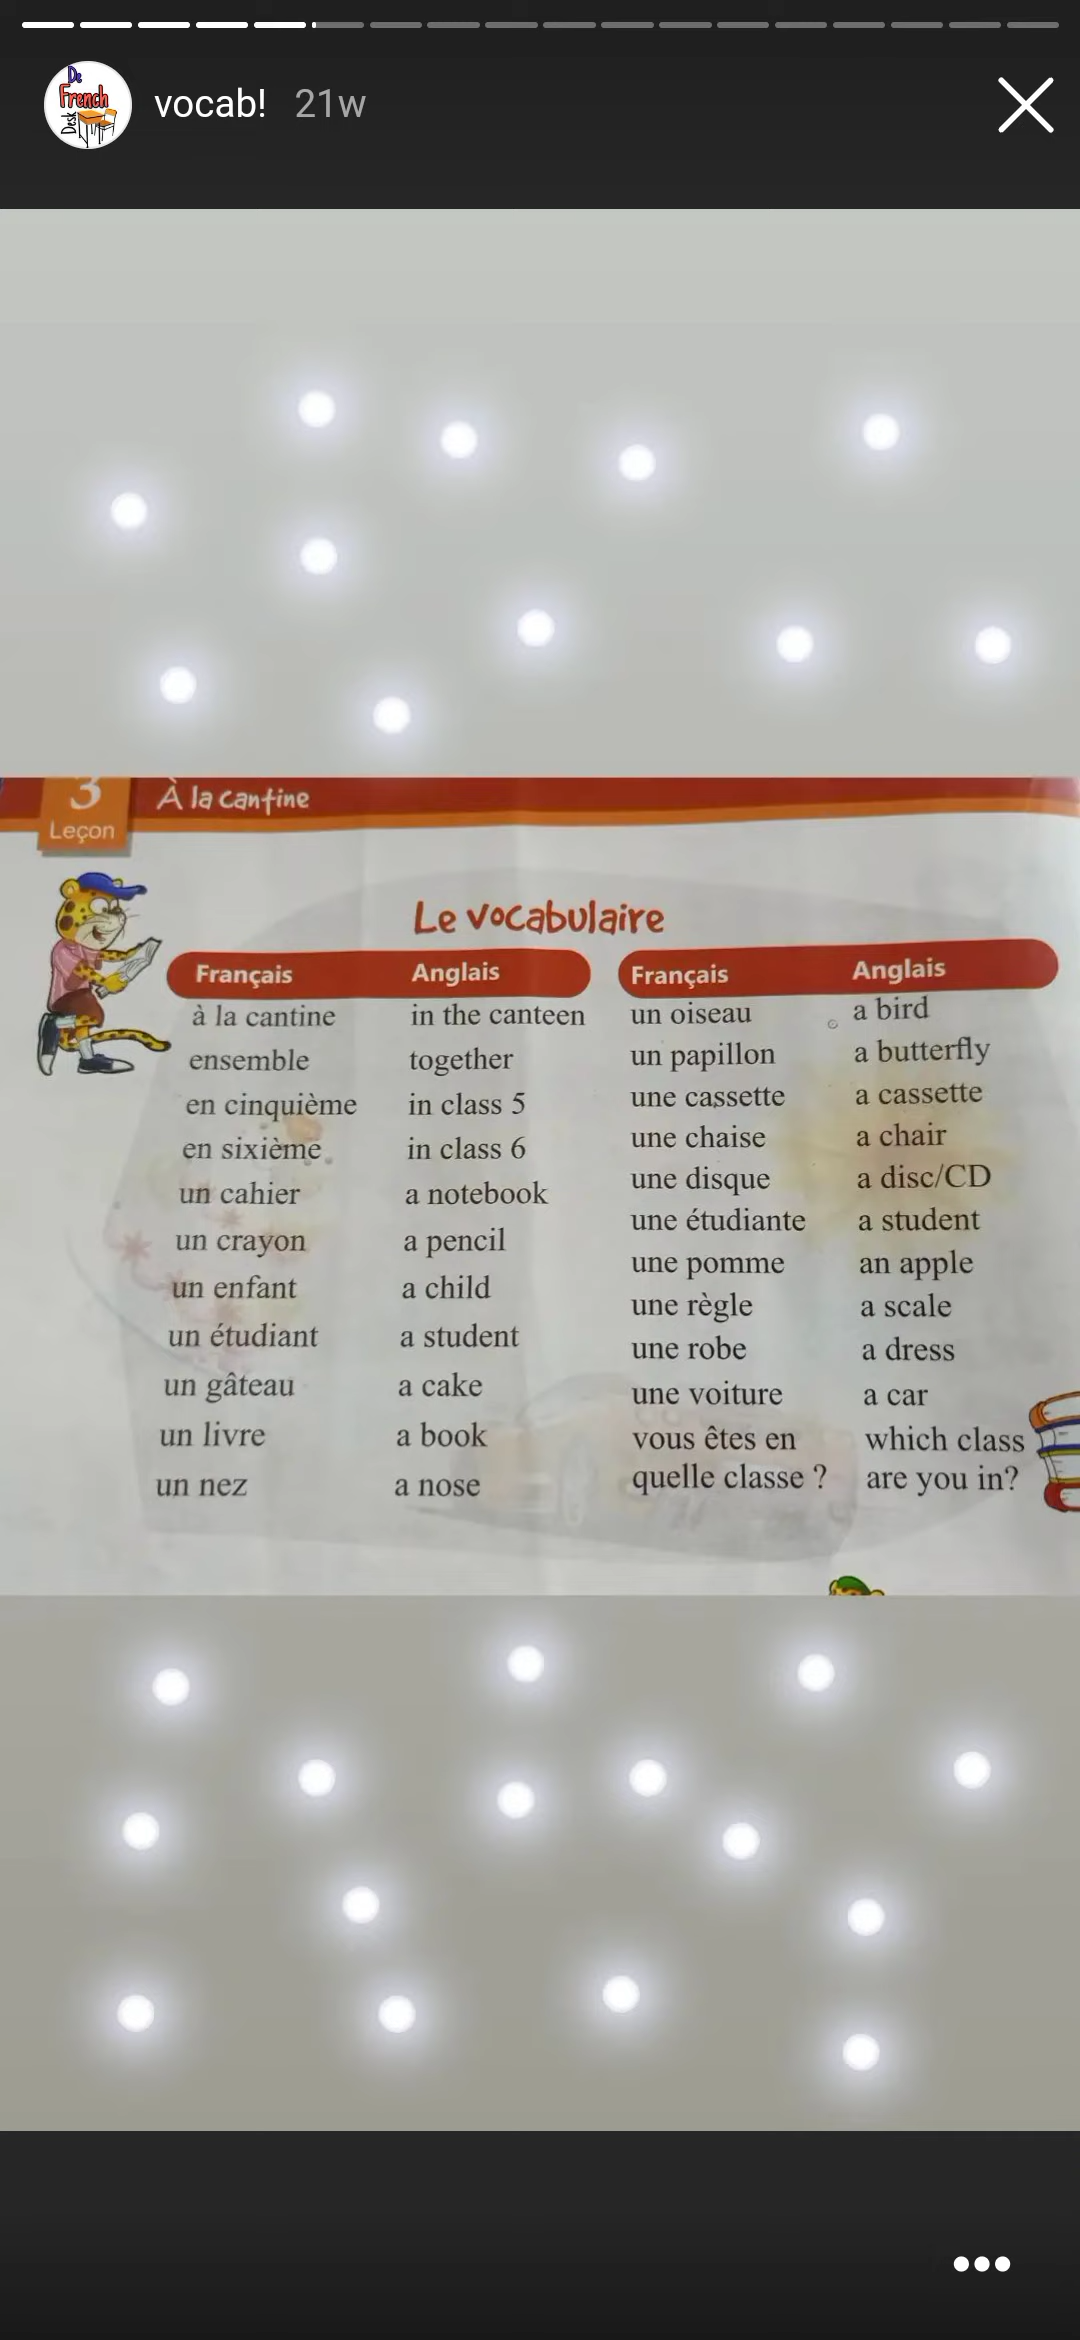 De
French
Desk
vocab! 21w
3
Leçon
À la cantine
Le vocabulaire
Français Anglais
à la cantine in the canteen
ensemble together
en cinquième in class 5
en sixième in class 6
un cahier a notebook
un crayon a pencil
un enfant a child
un étudiant a student
un gâteau a cake
un livre a book
un nez a nose
Français Anglais
un oiseau a bird
un papillon a butterfly
une cassette a cassette
une chaise a chair
une disque a disc/CD
une étudiante a student
une pomme an apple
une règle a scale
une robe a dress
une voiture a car
vous êtes en which class
quelle classe ? are you in?